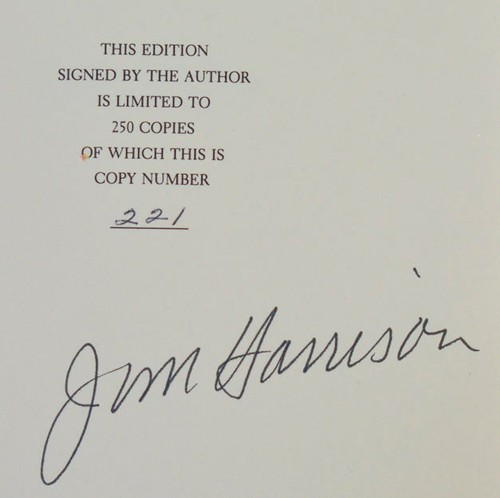 THIS EDITION
SIGNED BY THE AUTHOR
IS LIMITED TO
250 COPIES
OF WHICH THIS IS
COPY NUMBER
221
Jim Harrison